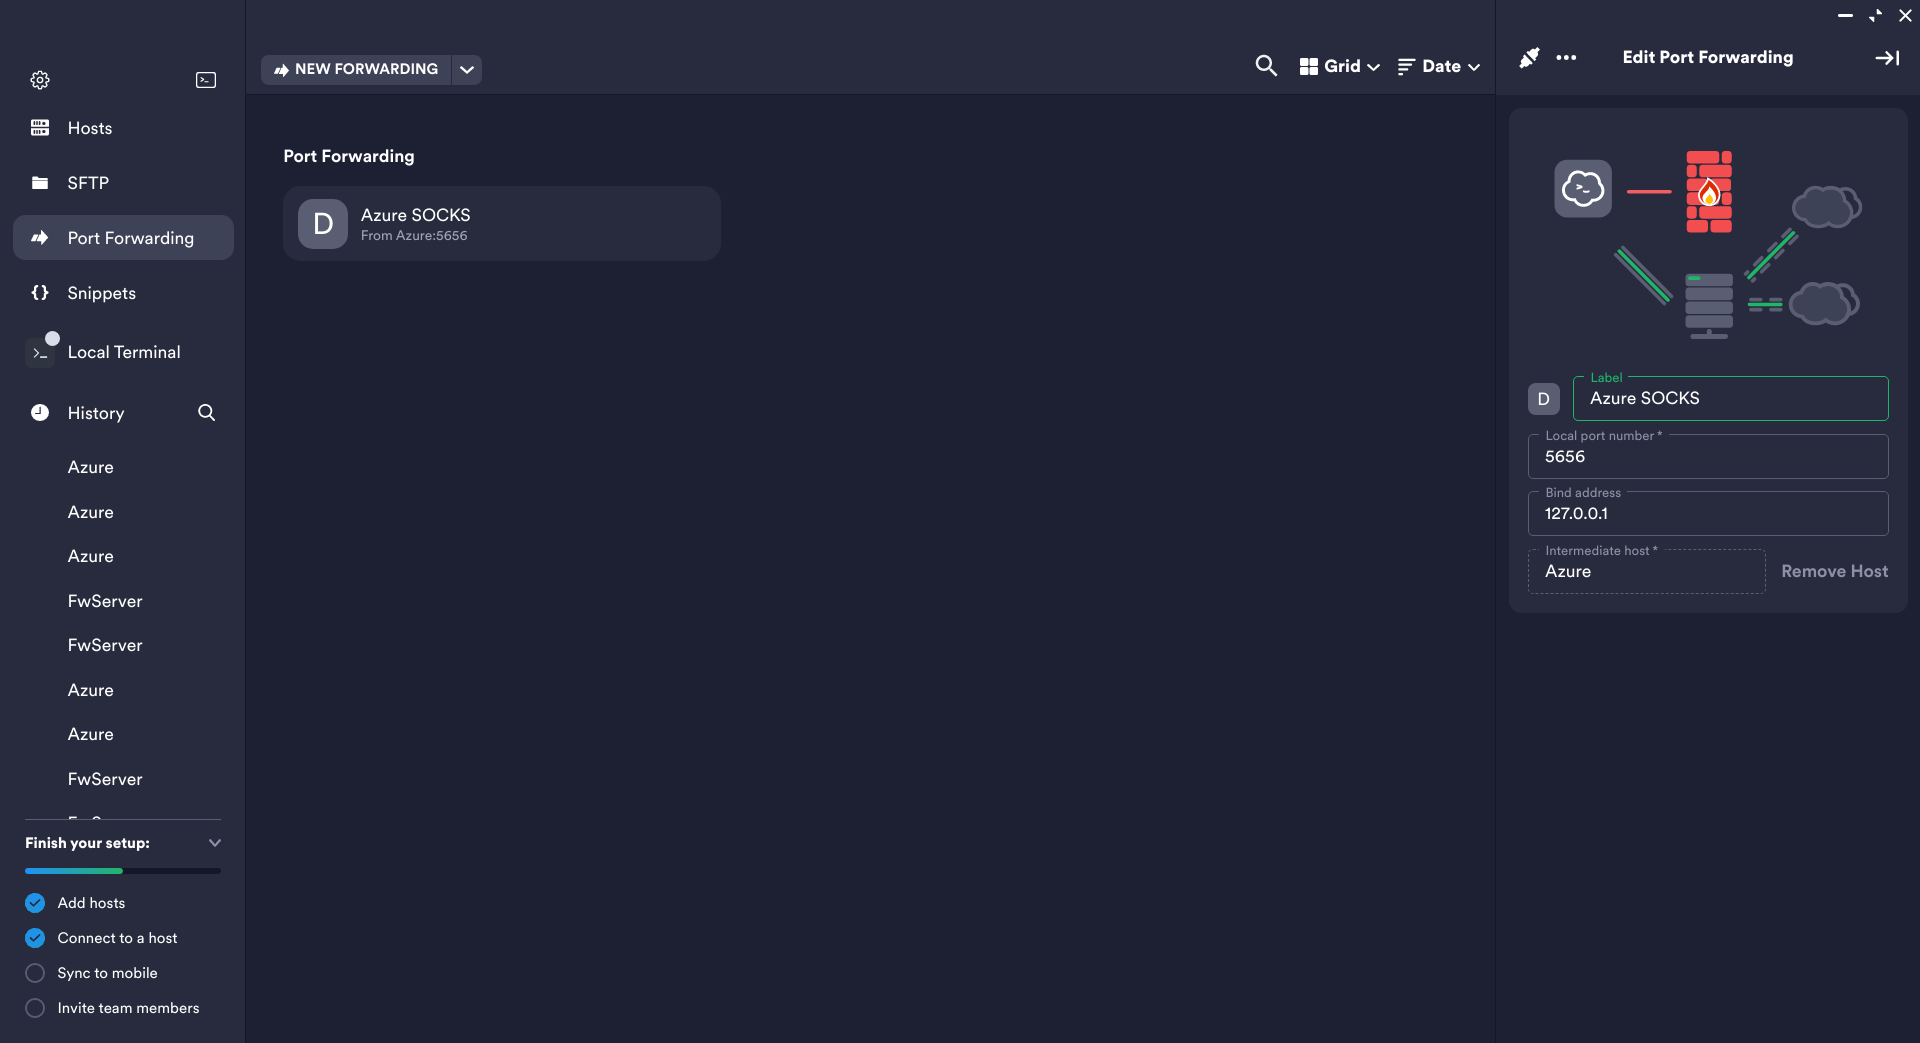 Hosts
SFTP
Port Forwarding
Snippets
Local Terminal
History
Azure
Azure
Azure
FwServer
FwServer
Azure
Azure
FwServer
Finish your setup:
Add hosts
Connect to a host
Sync to mobile
Invite team members
NEW FORWARDING
Grid
Date
Port Forwarding
D
Azure SOCKS
From Azure:5656
Edit Port Forwarding
D
Label
Azure SOCKS
Local port number *
5656
Bind address
127.0.0.1
Intermediate host *
Azure
Remove Host